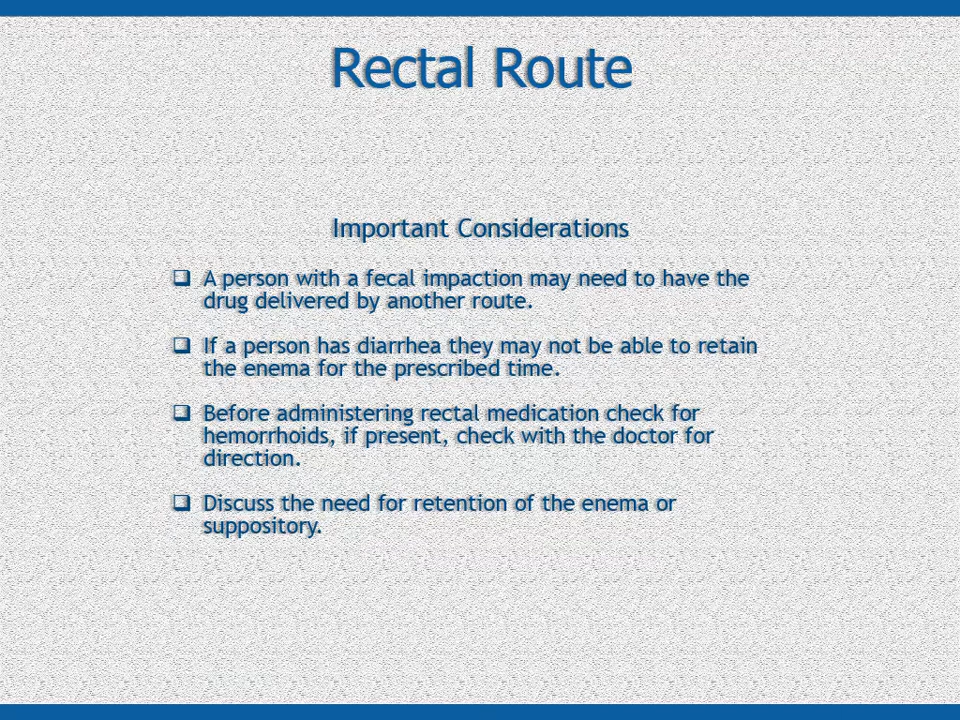 Rectal Route
Important Considerations
❑ A person with a fecal impaction may need to have the
drug delivered by another route.
❑ If a person has diarrhea they may not be able to retain
the enema for the prescribed time.
❑ Before administering rectal medication check for
hemorrhoids, if present, check with the doctor for
direction.
❑ Discuss the need for retention of the enema or
suppository.